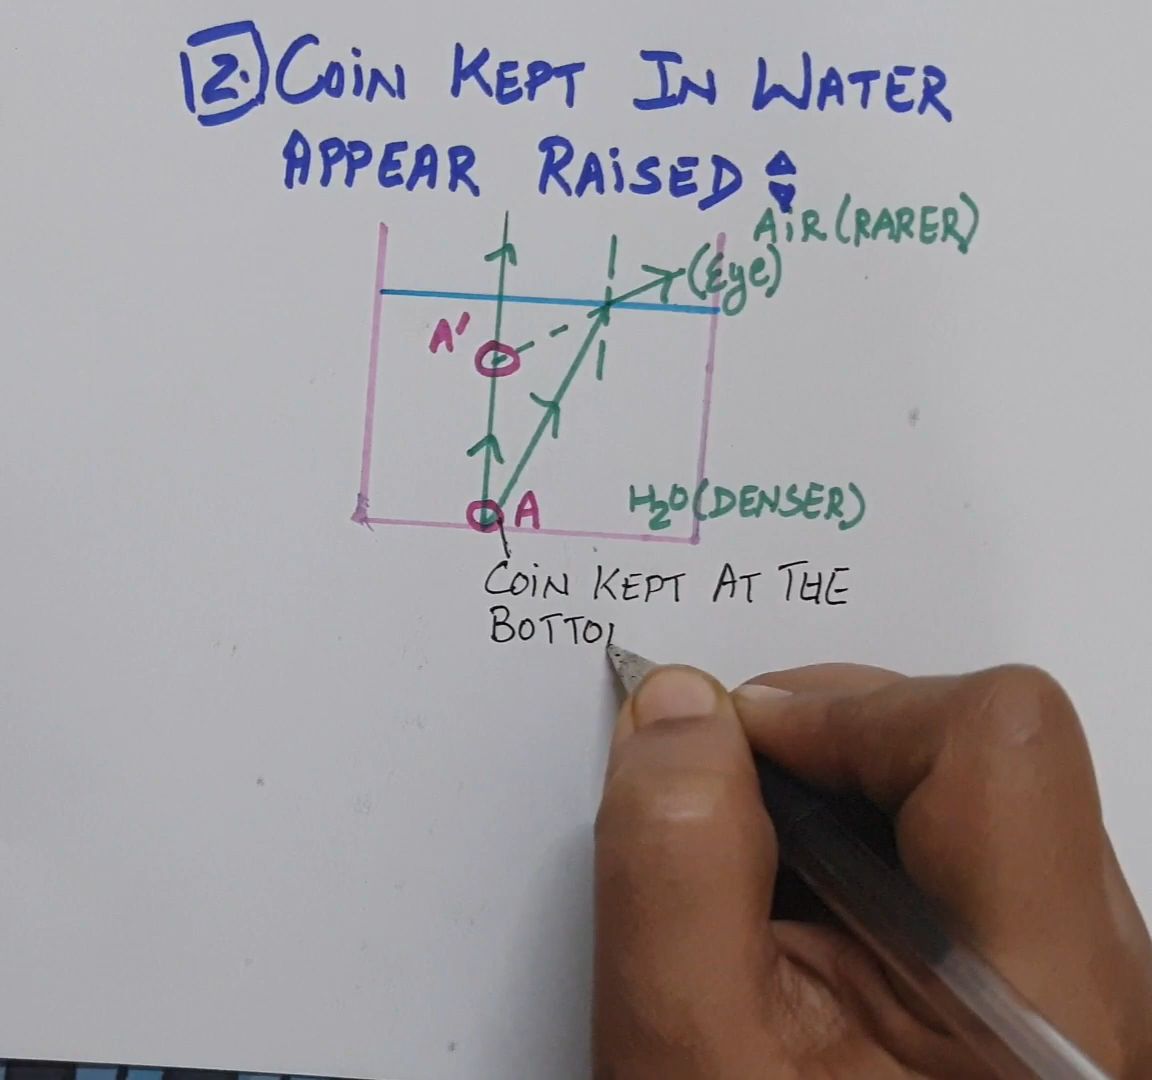 2. COIN KEPT IN WATER
APPEAR RAISED :
AIR (RARER)
(Eye)
A'
A
H₂O (DENSER)
COIN KEPT AT THE
BOTTO